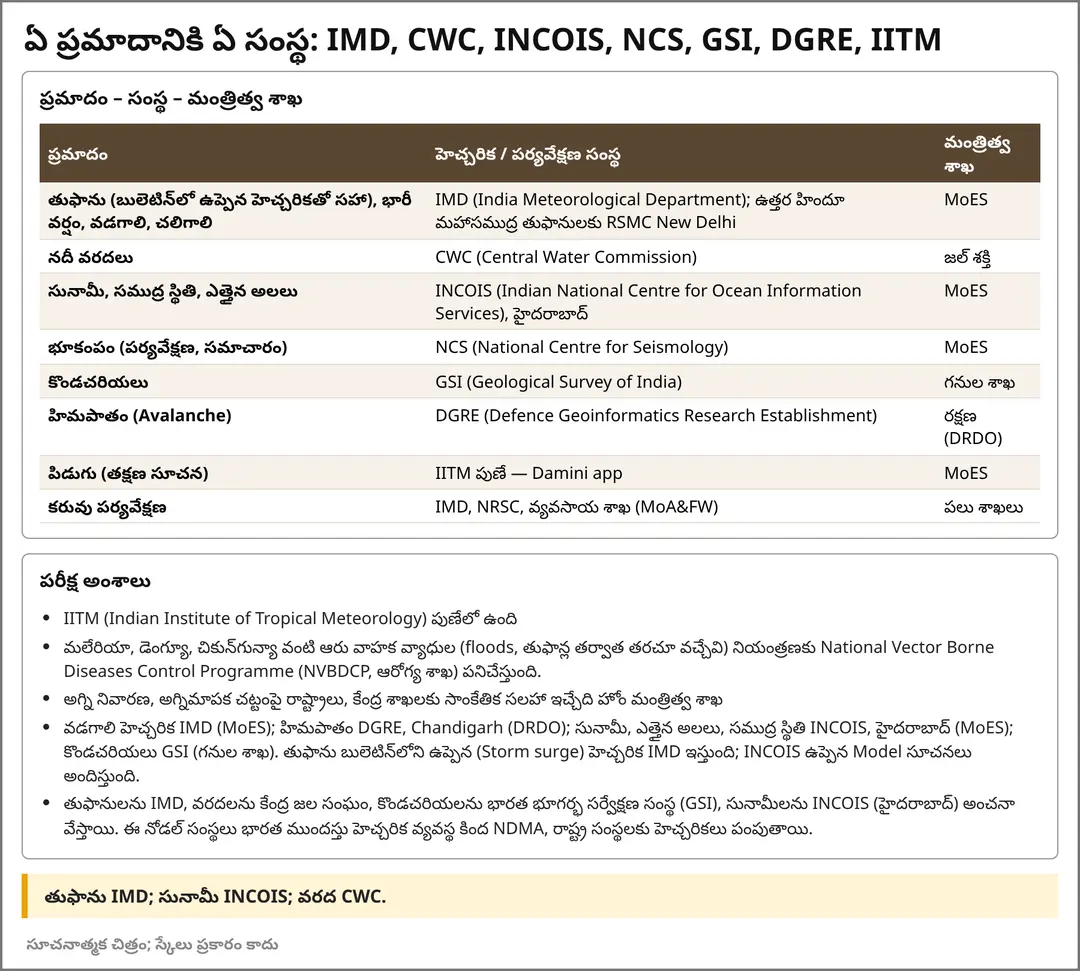 ఏ ప్రమాదానికి ఏ సంస్థ: IMD, CWC, INCOIS, NCS, GSI, DGRE, IITM
ప్రమాదం – సంస్థ – మంత్రిత్వ శాఖ
ప్రమాదం హెచ్చరిక / పర్యవేక్షణ సంస్థ మంత్రిత్వ శాఖ
తుఫాను (బులెటిన్‌లో ఉప్పెన హెచ్చరికతో సహా), భారీ
వర్షం, వడగాలి, చలిగాలి
IMD (India Meteorological Department); ఉత్తర హిందూ
మహాసముద్ర తుఫానులకు RSMC New Delhi
MoES
నదీ వరదలు CWC (Central Water Commission) జల్ శక్తి
సునామీ, సముద్ర స్థితి, ఎత్తైన అలలు
INCOIS (Indian National Centre for Ocean Information
Services), హైదరాబాద్
MoES
భూకంపం (పర్యవేక్షణ, సమాచారం) NCS (National Centre for Seismology) MoES
కొండచరియలు GSI (Geological Survey of India) గనుల శాఖ
హిమపాతం (Avalanche) DGRE (Defence Geoinformatics Research Establishment) రక్షణ
(DRDO)
పిడుగు (తక్షణ సూచన) IITM పుణే — Damini app MoES
కరువు పర్యవేక్షణ IMD, NRSC, వ్యవసాయ శాఖ (MoA&FW) పలు శాఖలు
పరీక్ష అంశాలు
• IITM (Indian Institute of Tropical Meteorology) పుణేలో ఉంది
• మలేరియా, డెంగ్యూ, చికున్‌గున్యా వంటి ఆరు వాహక వ్యాధుల (floods, తుఫాన్ల తర్వాత తరచూ వచ్చేవి) నియంత్రణకు National Vector Borne
Diseases Control Programme (NVBDCP, ఆరోగ్య శాఖ) పనిచేస్తుంది.
• అగ్ని నివారణ, అగ్నిమాపక చట్టంపై రాష్ట్రాలు, కేంద్ర శాఖలకు సాంకేతిక సలహా ఇచ్చేది హోం మంత్రిత్వ శాఖ
• వడగాలి హెచ్చరిక IMD (MoES); హిమపాతం DGRE, Chandigarh (DRDO); సునామీ, ఎత్తైన అలలు, సముద్ర స్థితి INCOIS, హైదరాబాద్ (MoES);
కొండచరియలు GSI (గనుల శాఖ). తుఫాను బులెటిన్‌లోని ఉప్పెన (Storm surge) హెచ్చరిక IMD ఇస్తుంది; INCOIS ఉప్పెన Model సూచనలు
అందిస్తుంది.
• తుఫానులను IMD, వరదలను కేంద్ర జల సంఘం, కొండచరియలను భారత భూగర్భ సర్వేక్షణ సంస్థ (GSI), సునామీలను INCOIS (హైదరాబాద్) అంచనా
వేస్తాయి. ఈ నోడల్ సంస్థలు భారత ముందస్తు హెచ్చరిక వ్యవస్థ కింద NDMA, రాష్ట్ర సంస్థలకు హెచ్చరికలు పంపుతాయి.
తుఫాను IMD; సునామీ INCOIS; వరద CWC.
సూచనాత్మక చిత్రం; స్కేలు ప్రకారం కాదు